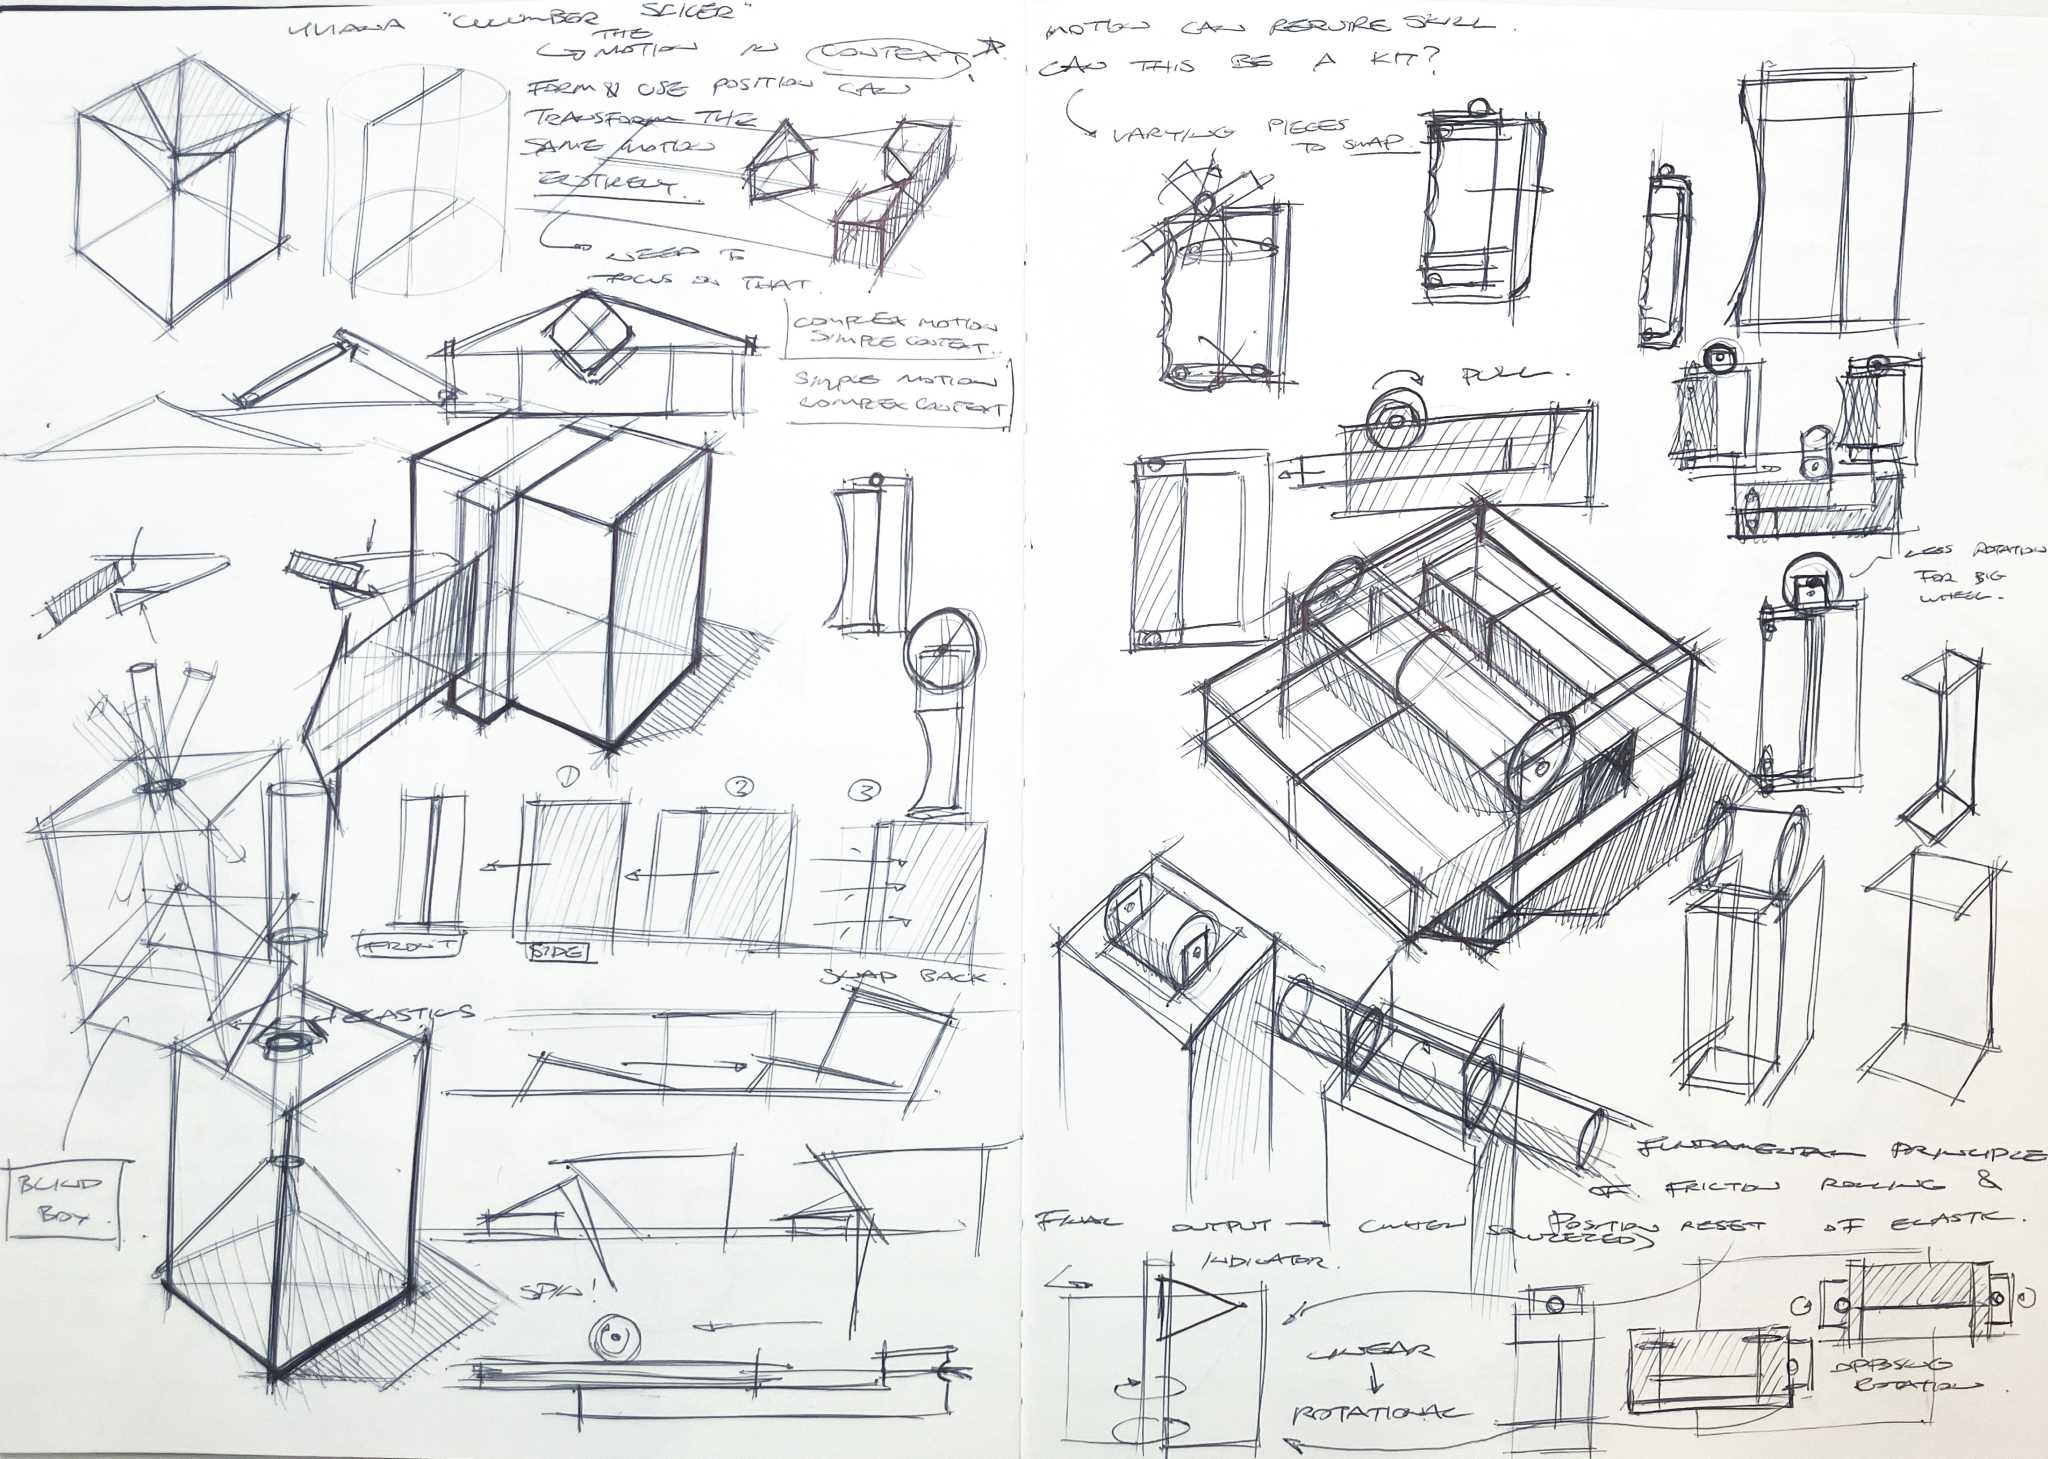 "CUCUMBER SLICER"
THE
MOTION IN CONTEXT
FORM & USE POSITION CAN
TRANSFORM THE
SAME MOTION
ENTIRELY.
NEED TO
FOCUS ON THAT.
COMPLEX MOTION
SIMPLE CONTEXT.
SIMPLE MOTION
COMPLEX CONTEXT
1
2
3
FRONT
SIDE
SNAP BACK.
ELASTICS
BLIND
BOX.
SPIN!
MOTION CAN REQUIRE SKILL.
CAN THIS BE A KIT?
VARYING PIECES
TO SWAP.
PULL.
LESS ROTATION
FOR BIG
WHEEL.
FUNDAMENTAL PRINCIPLE
OF FRICTION ROLLING &
POSITION RESET OF ELASTIC.
FINAL OUTPUT → (WHEN SQUEEZED)
INDICATOR.
LINEAR
↓
ROTATIONAL
OPPOSING
ROTATION.